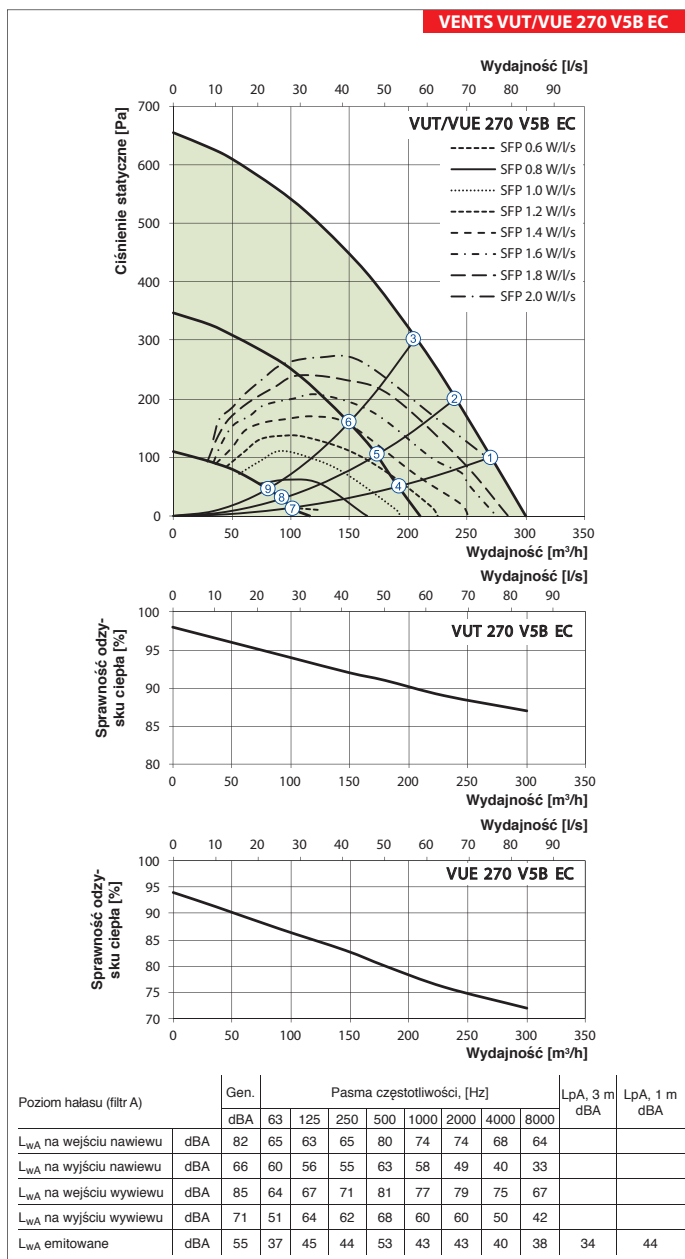 VENTS VUT/VUE 270 V5B EC
Wydajność [l/s]
0 10 20 30 40 50 60 70 80 90
Ciśnienie statyczne [Pa]
700
600
500
400
300
200
100
0
VUT/VUE 270 V5B EC
SFP 0.6 W/l/s
SFP 0.8 W/l/s
SFP 1.0 W/l/s
SFP 1.2 W/l/s
SFP 1.4 W/l/s
SFP 1.6 W/l/s
SFP 1.8 W/l/s
SFP 2.0 W/l/s
3
2
6
5
1
9
8
4
7
0 50 100 150 200 250 300 350
Wydajność [m³/h]
Wydajność [l/s]
0 10 20 30 40 50 60 70 80 90
Sprawność odzy-
sku ciepła [%]
100
95
90
85
80
VUT 270 V5B EC
0 50 100 150 200 250 300 350
Wydajność [m³/h]
Wydajność [l/s]
0 10 20 30 40 50 60 70 80 90
Sprawność odzy-
sku ciepła [%]
100
95
90
85
80
75
70
VUE 270 V5B EC
0 50 100 150 200 250 300 350
Wydajność [m³/h]
Poziom hałasu (filtr A) Gen. Pasma częstotliwości, [Hz] LpA, 3 m dBA LpA, 1 m dBA
dBA 63 125 250 500 1000 2000 4000 8000
LwA na wejściu nawiewu dBA 82 65 63 65 80 74 74 68 64
LwA na wyjściu nawiewu dBA 66 60 56 55 63 58 49 40 33
LwA na wejściu wywiewu dBA 85 64 67 71 81 77 79 75 67
LwA na wyjściu wywiewu dBA 71 51 64 62 68 60 60 50 42
LwA emitowane dBA 55 37 45 44 53 43 43 40 38 34 44